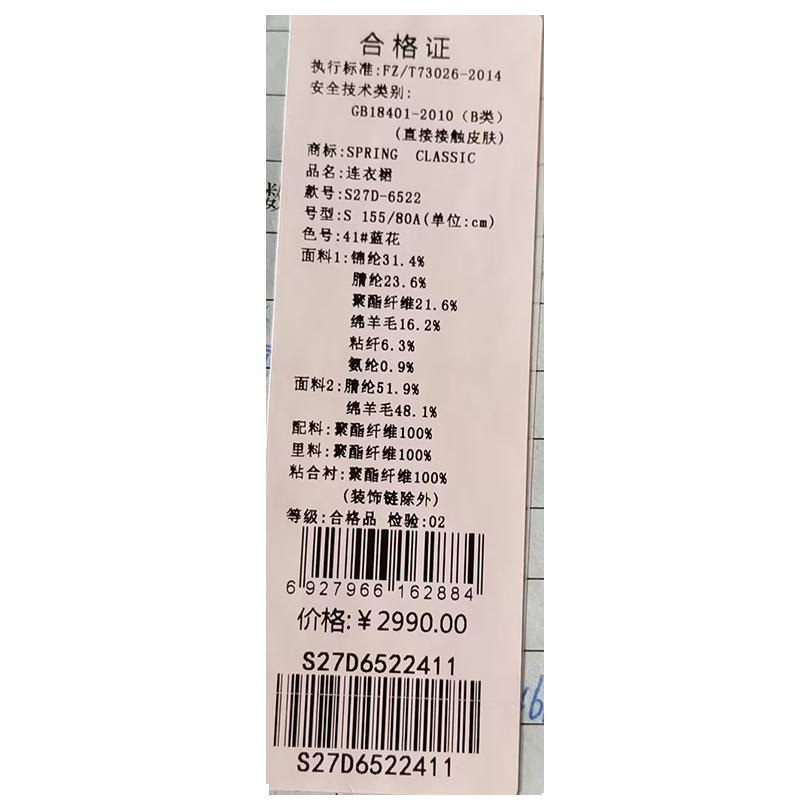 合格证
执行标准:FZ/T73026-2014
安全技术类别:
GB18401-2010（B类）
(直接接触皮肤)
商标:SPRING CLASSIC
品名:连衣裙
款号:S27D-6522
号型:S 155/80A(单位:cm)
色号:41#蓝花
面料1:锦纶31.4%
腈纶23.6%
聚酯纤维21.6%
绵羊毛16.2%
粘纤6.3%
氨纶0.9%
面料2:腈纶51.9%
绵羊毛48.1%
配料:聚酯纤维100%
里料:聚酯纤维100%
粘合衬:聚酯纤维100%
(装饰链除外)
等级:合格品 检验:02
6 927966 162884
价格:￥2990.00
S27D6522411
S27D6522411